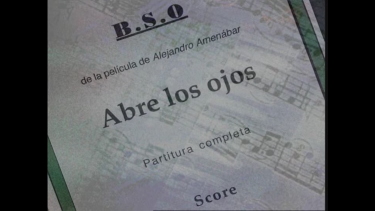 B.S.O
de la película de Alejandro Amenábar
Abre los ojos
Partitura completa
Score